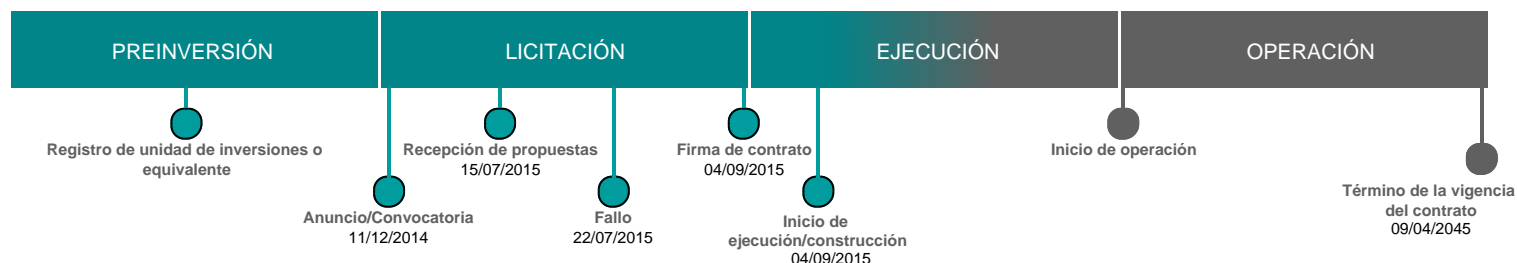 PREINVERSIÓN
LICITACIÓN
EJECUCIÓN
OPERACIÓN
Registro de unidad de inversiones o
equivalente
Anuncio/Convocatoria
11/12/2014
Recepción de propuestas
15/07/2015
Fallo
22/07/2015
Firma de contrato
04/09/2015
Inicio de
ejecución/construcción
04/09/2015
Inicio de operación
Término de la vigencia
del contrato
09/04/2045